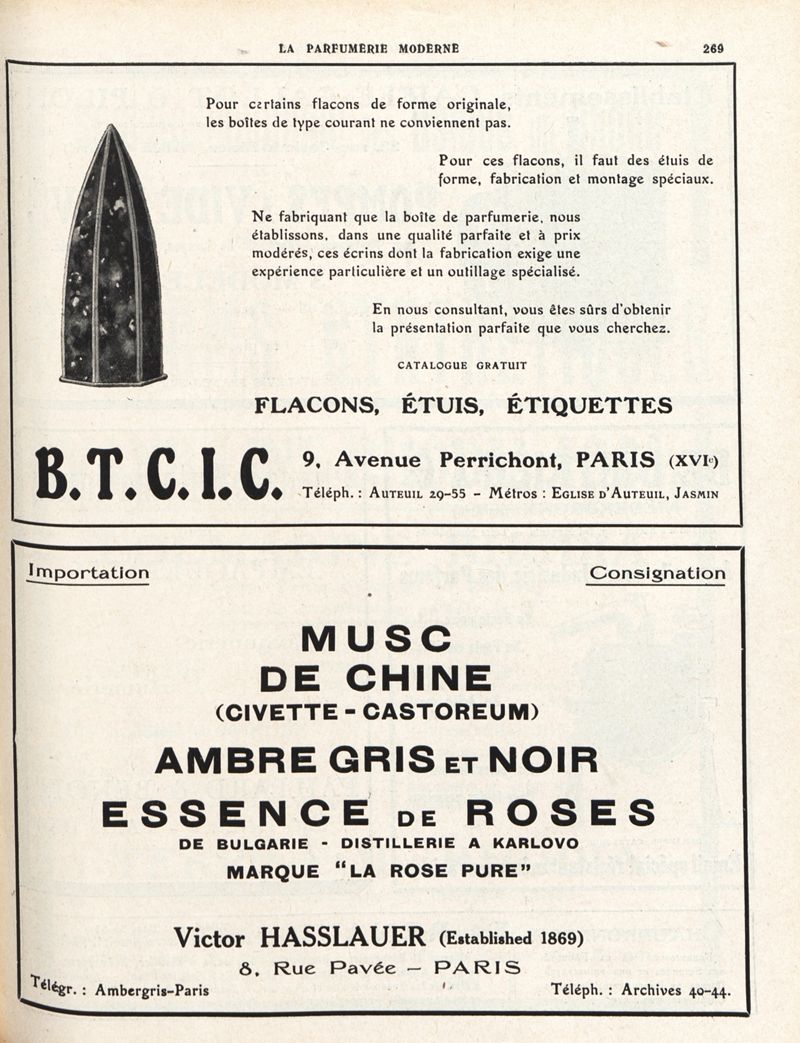 LA PARFUMERIE MODERNE
269
Pour certains flacons de forme originale,
les boîtes de type courant ne conviennent pas.
Pour ces flacons, il faut des étuis de
forme, fabrication et montage spéciaux.
Ne fabriquant que la boîte de parfumerie, nous
établissons, dans une qualité parfaite et à prix
modérés, ces écrins dont la fabrication exige une
expérience particulière et un outillage spécialisé.
En nous consultant, vous êtes sûrs d'obtenir
la présentation parfaite que vous cherchez.
CATALOGUE GRATUIT
FLACONS, ÉTUIS, ÉTIQUETTES
B.T.C.I.C.
9, Avenue Perrichont, PARIS (XVIe)
Téléph. : AUTEUIL 29-55 - Métros : EGLISE D'AUTEUIL, JASMIN
Importation
Consignation
MUSC
DE CHINE
(CIVETTE - CASTOREUM)
AMBRE GRIS ET NOIR
ESSENCE DE ROSES
DE BULGARIE - DISTILLERIE A KARLOVO
MARQUE "LA ROSE PURE"
Victor HASSLAUER (Established 1869)
8, Rue Pavée — PARIS
Télégr. : Ambergris-Paris
Téléph. : Archives 40-44.